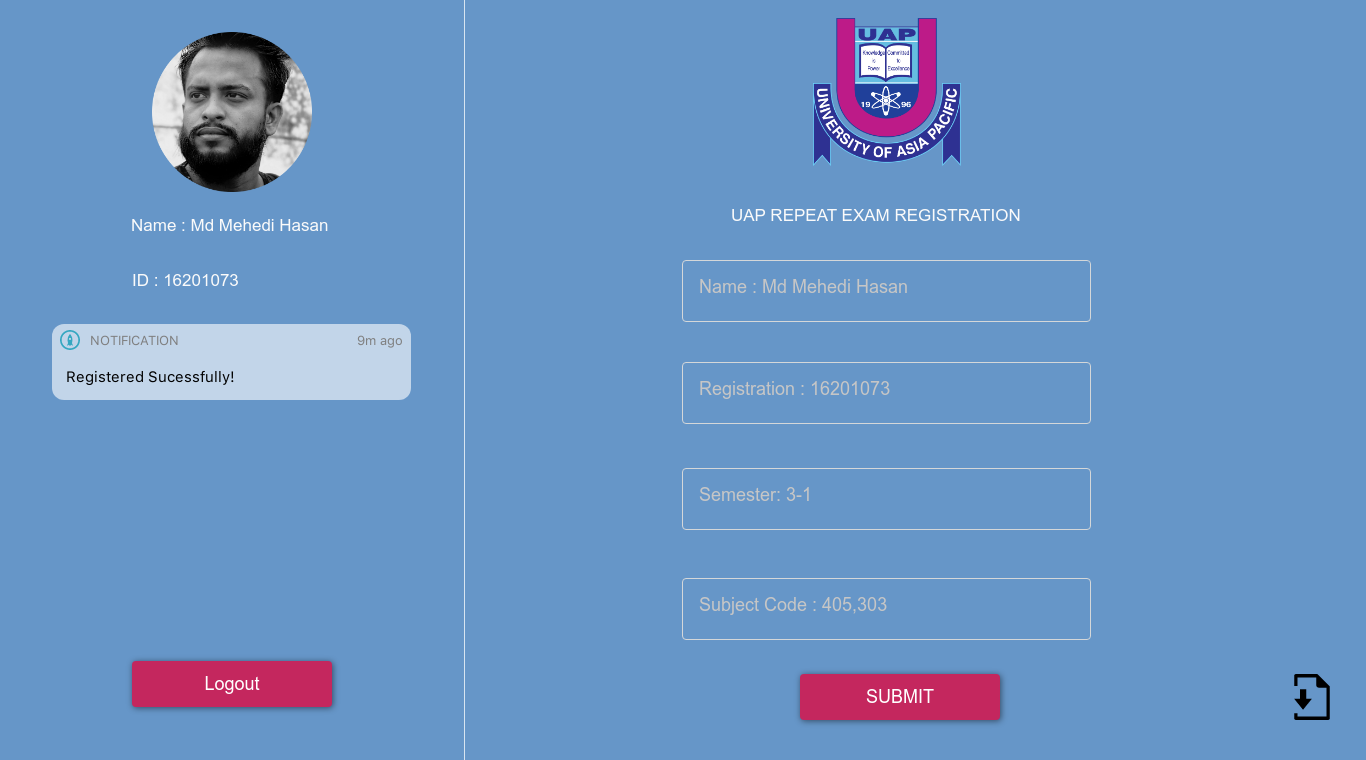 Name : Md Mehedi Hasan
ID : 16201073
NOTIFICATION 9m ago
Registered Sucessfully!
Logout
UAP
Knowledge Committed
is to
Power Excellence
19 96
UNIVERSITY OF ASIA PACIFIC
UAP REPEAT EXAM REGISTRATION
Name : Md Mehedi Hasan
Registration : 16201073
Semester: 3-1
Subject Code : 405,303
SUBMIT